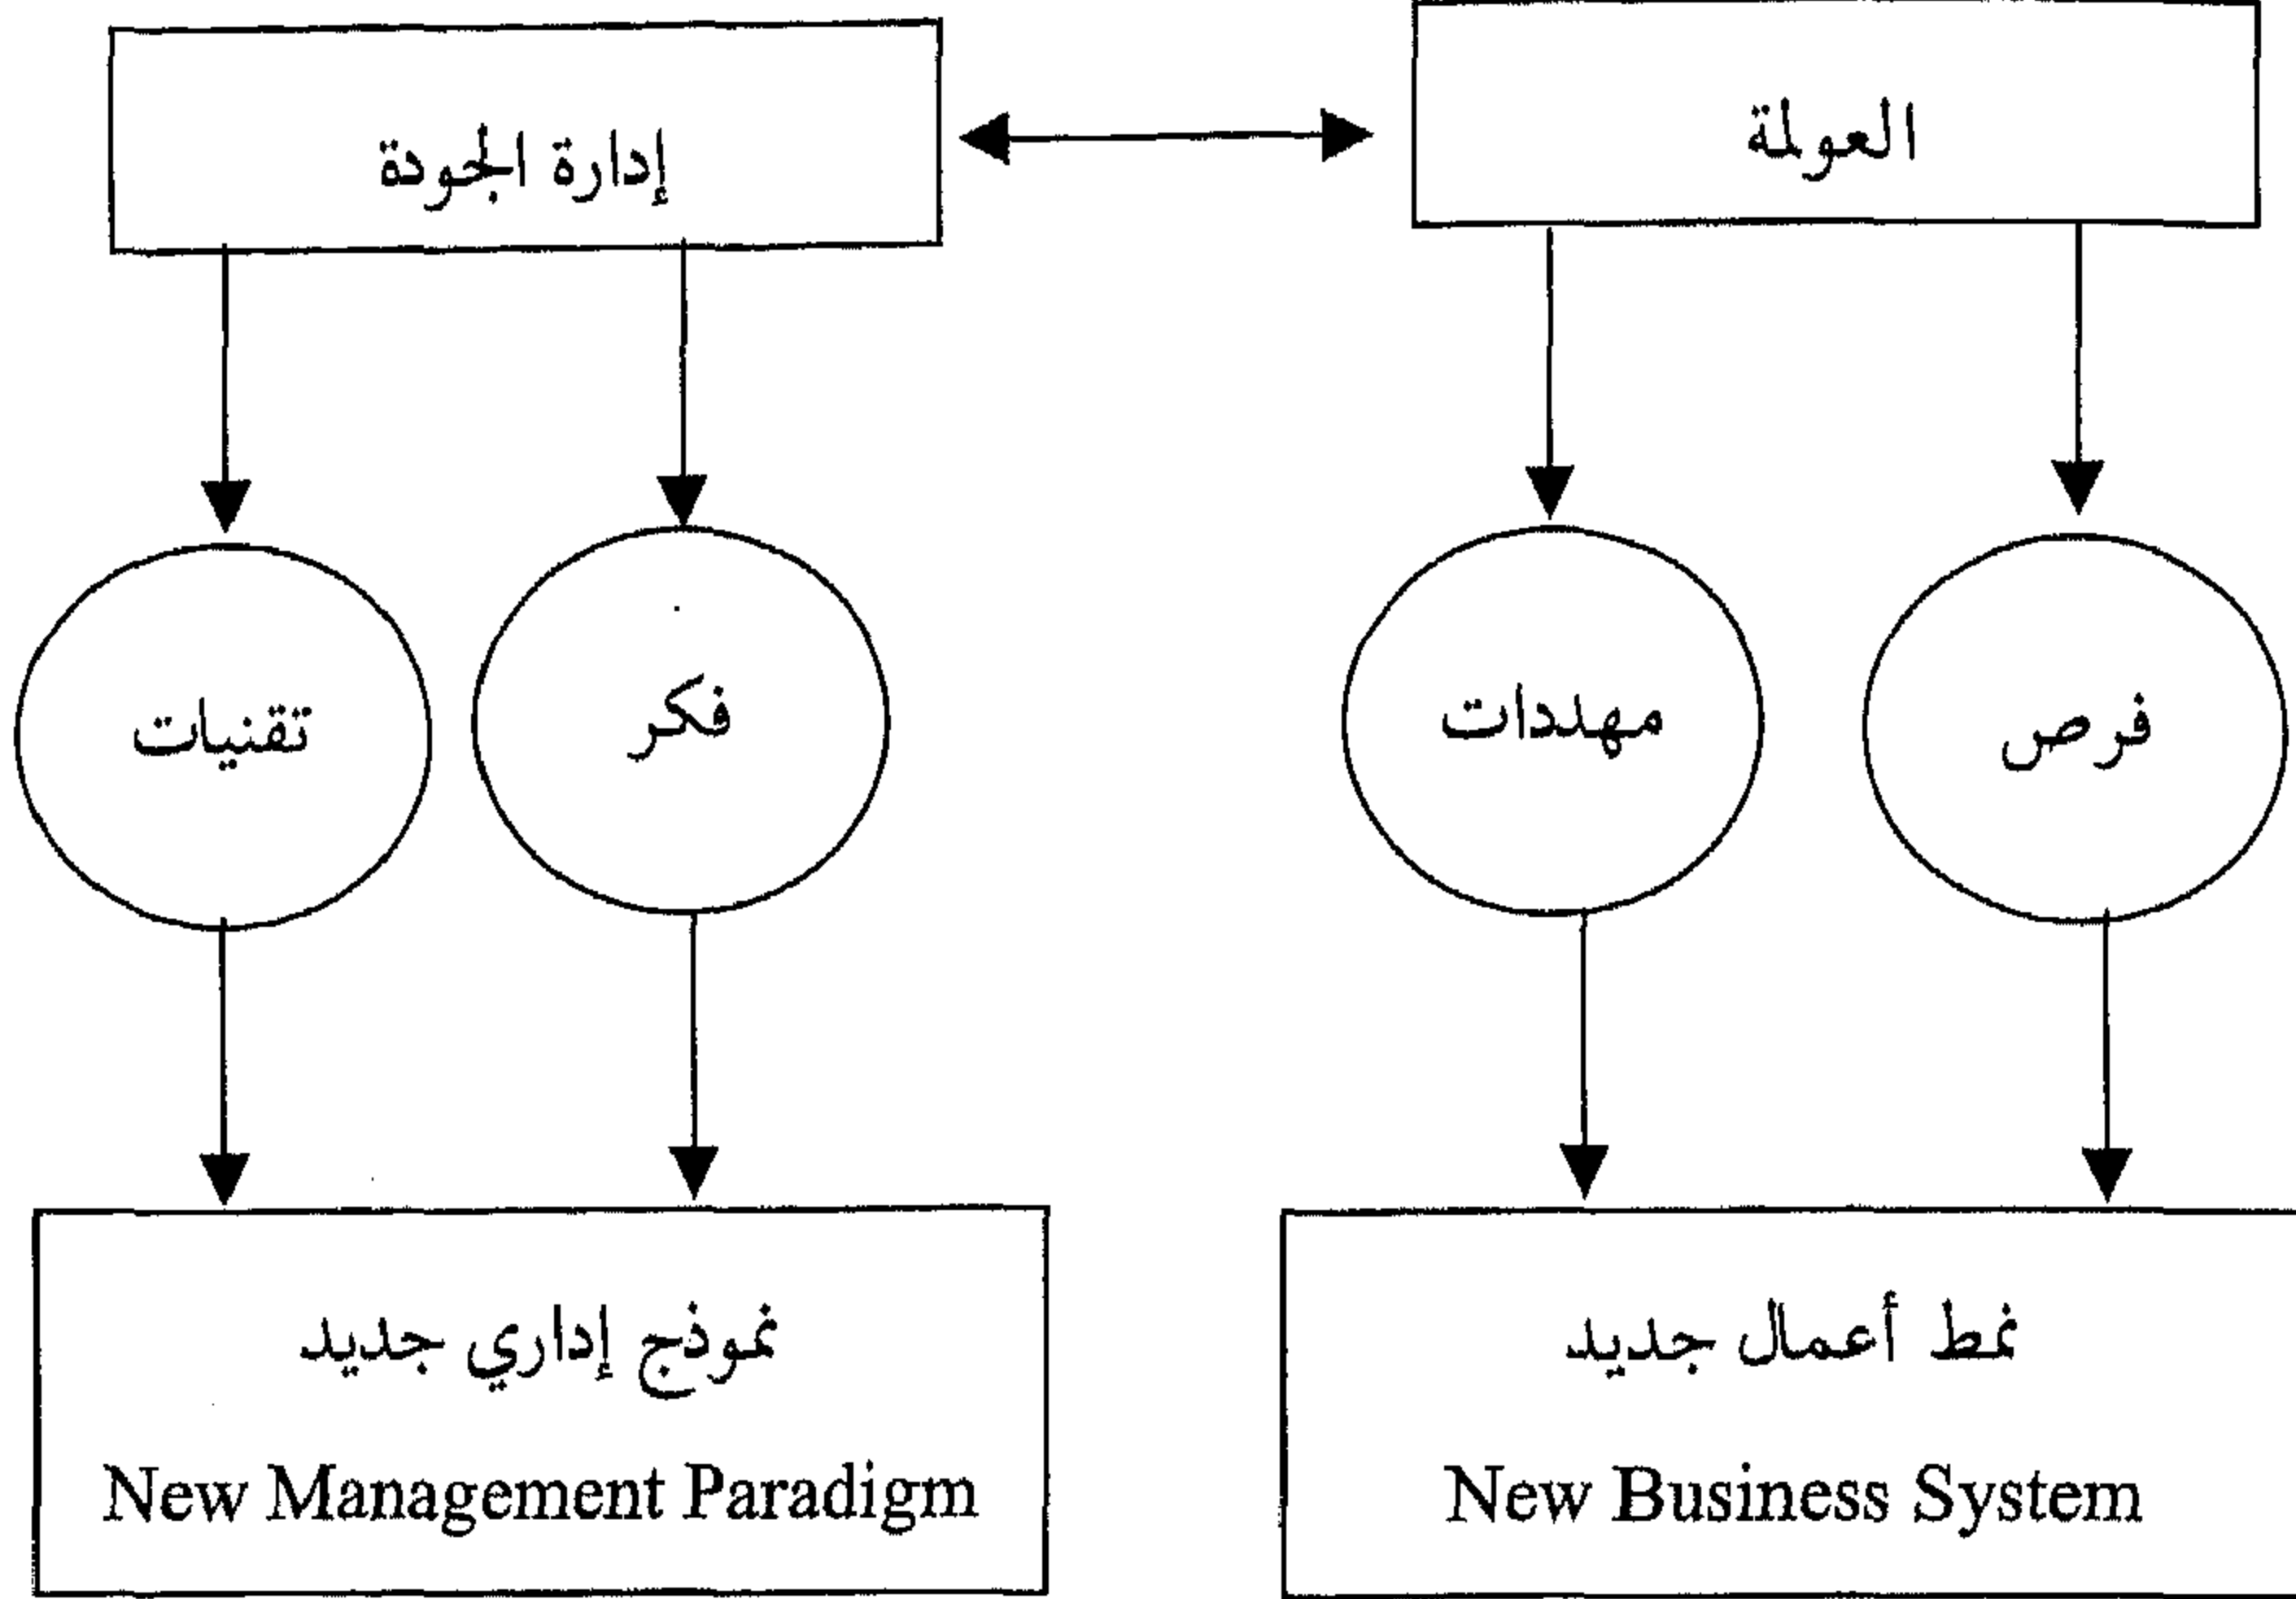 العولمة
إدارة الجودة
فرص
مهددات
فكر
تقنيات
نمط أعمال جديد
New Business System
نموذج إداري جديد
New Management Paradigm